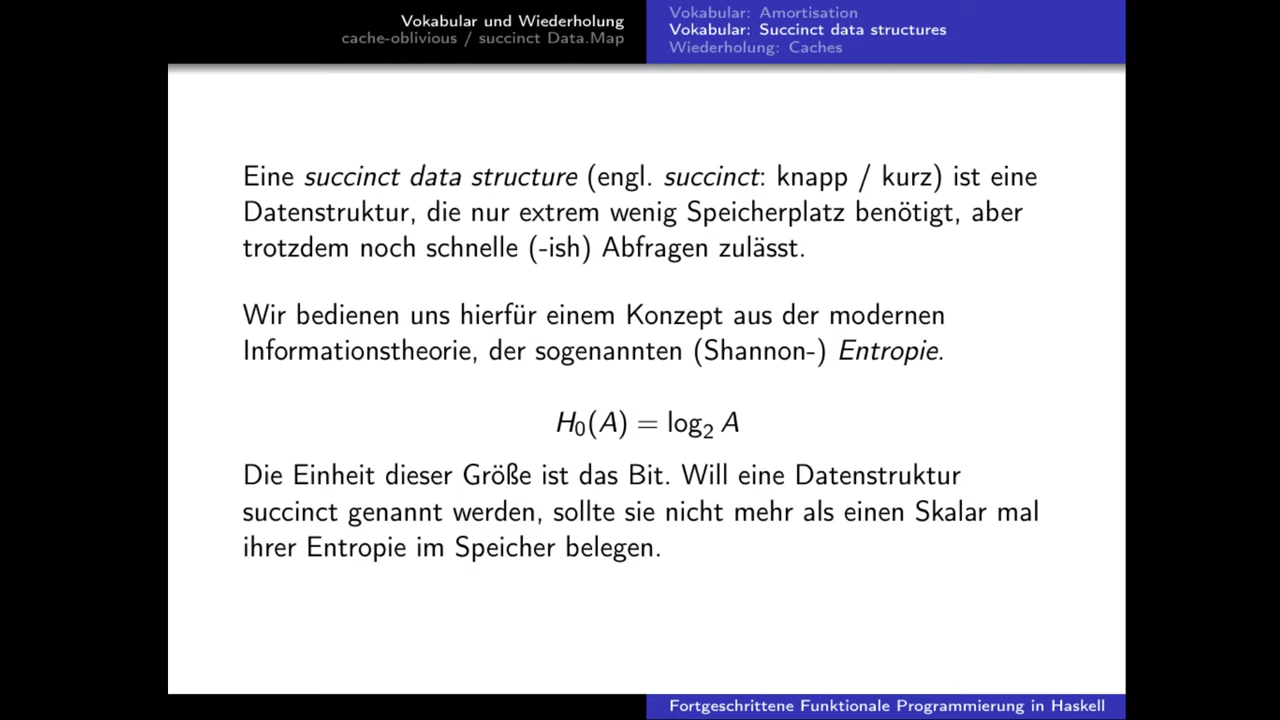 Vokabular und Wiederholung
cache-oblivious / succinct Data.Map
Vokabular: Amortisation
Vokabular: Succinct data structures
Wiederholung: Caches
Eine succinct data structure (engl. succinct: knapp / kurz) ist eine
Datenstruktur, die nur extrem wenig Speicherplatz benötigt, aber
trotzdem noch schnelle (-ish) Abfragen zulässt.
Wir bedienen uns hierfür einem Konzept aus der modernen
Informationstheorie, der sogenannten (Shannon-) Entropie.
H₀(A) = log₂ A
Die Einheit dieser Größe ist das Bit. Will eine Datenstruktur
succinct genannt werden, sollte sie nicht mehr als einen Skalar mal
ihrer Entropie im Speicher belegen.
Fortgeschrittene Funktionale Programmierung in Haskell